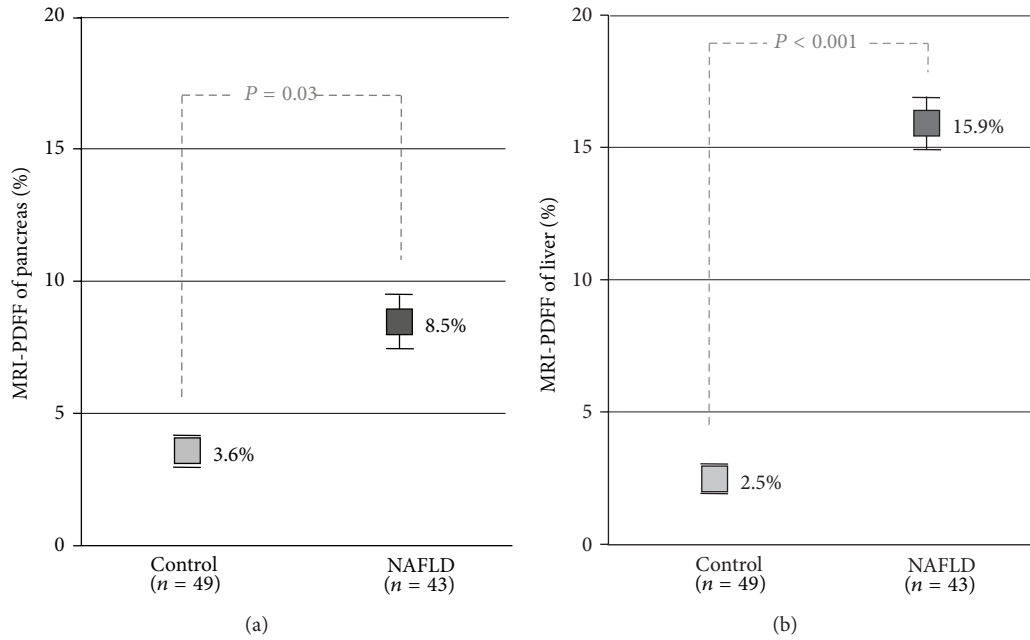 20
15
10
5
0
MRI-PDFF of pancreas (%)
P = 0.03
8.5%
3.6%
Control
(n = 49)
NAFLD
(n = 43)
(a)
20
15
10
5
0
MRI-PDFF of liver (%)
P < 0.001
15.9%
2.5%
Control
(n = 49)
NAFLD
(n = 43)
(b)